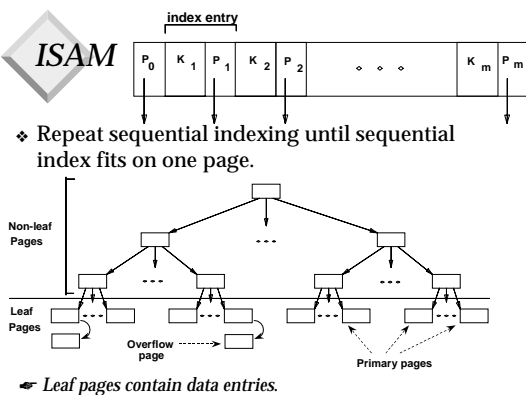 index entry
ISAM
P0 K1 P1 K2 P2 Km Pm
❖ Repeat sequential indexing until sequential
index fits on one page.
Non-leaf
Pages
Leaf
Pages
Overflow
page
Primary pages
☛ Leaf pages contain data entries.